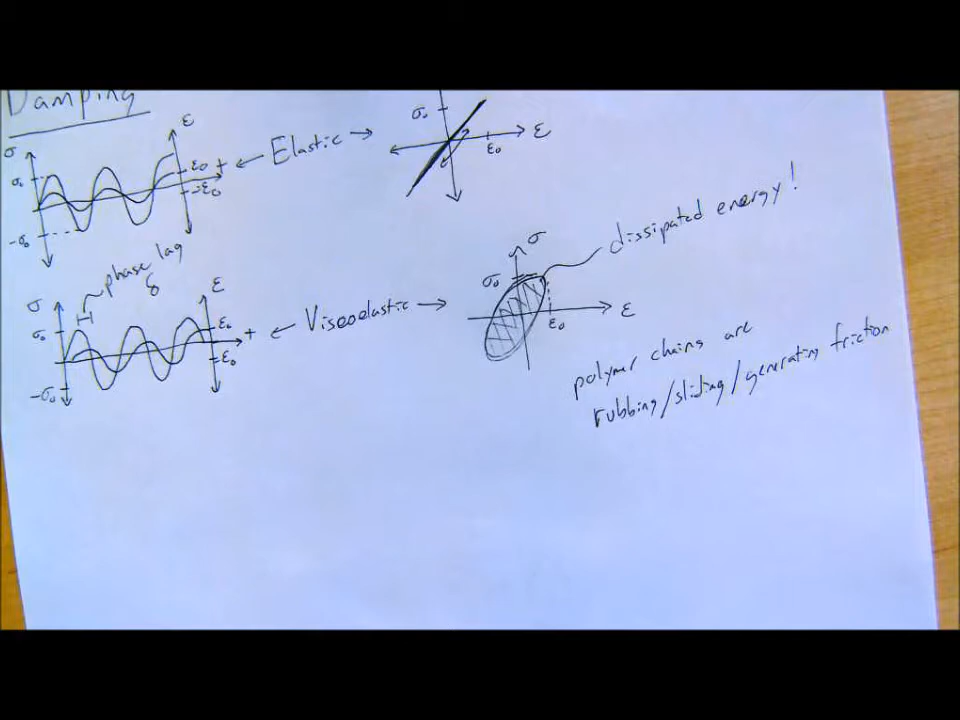 Damping
σ
σ₀
-σ₀
ε
ε₀
-ε₀
t
← Elastic →
σ₀
ε
ε₀
phase lag
δ
σ
σ₀
-σ₀
ε
ε₀
-ε₀
t
← Viscoelastic →
σ
σ₀
ε
ε₀
dissipated energy!
polymer chains are
rubbing/sliding/generating friction